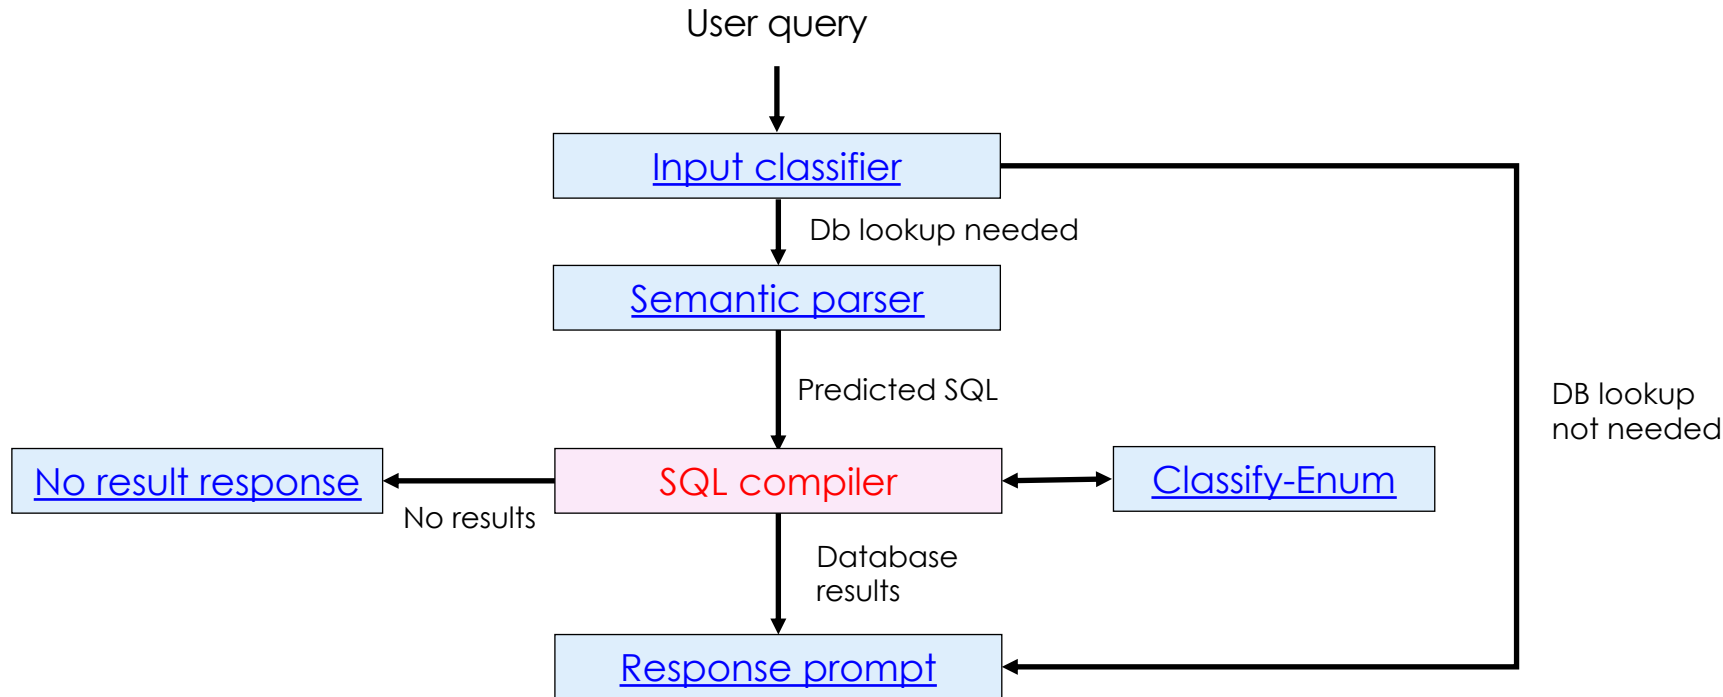 User query
Input classifier
Db lookup needed
Semantic parser
Predicted SQL
DB lookup
not needed
No result response
SQL compiler
Classify-Enum
No results
Database
results
Response prompt